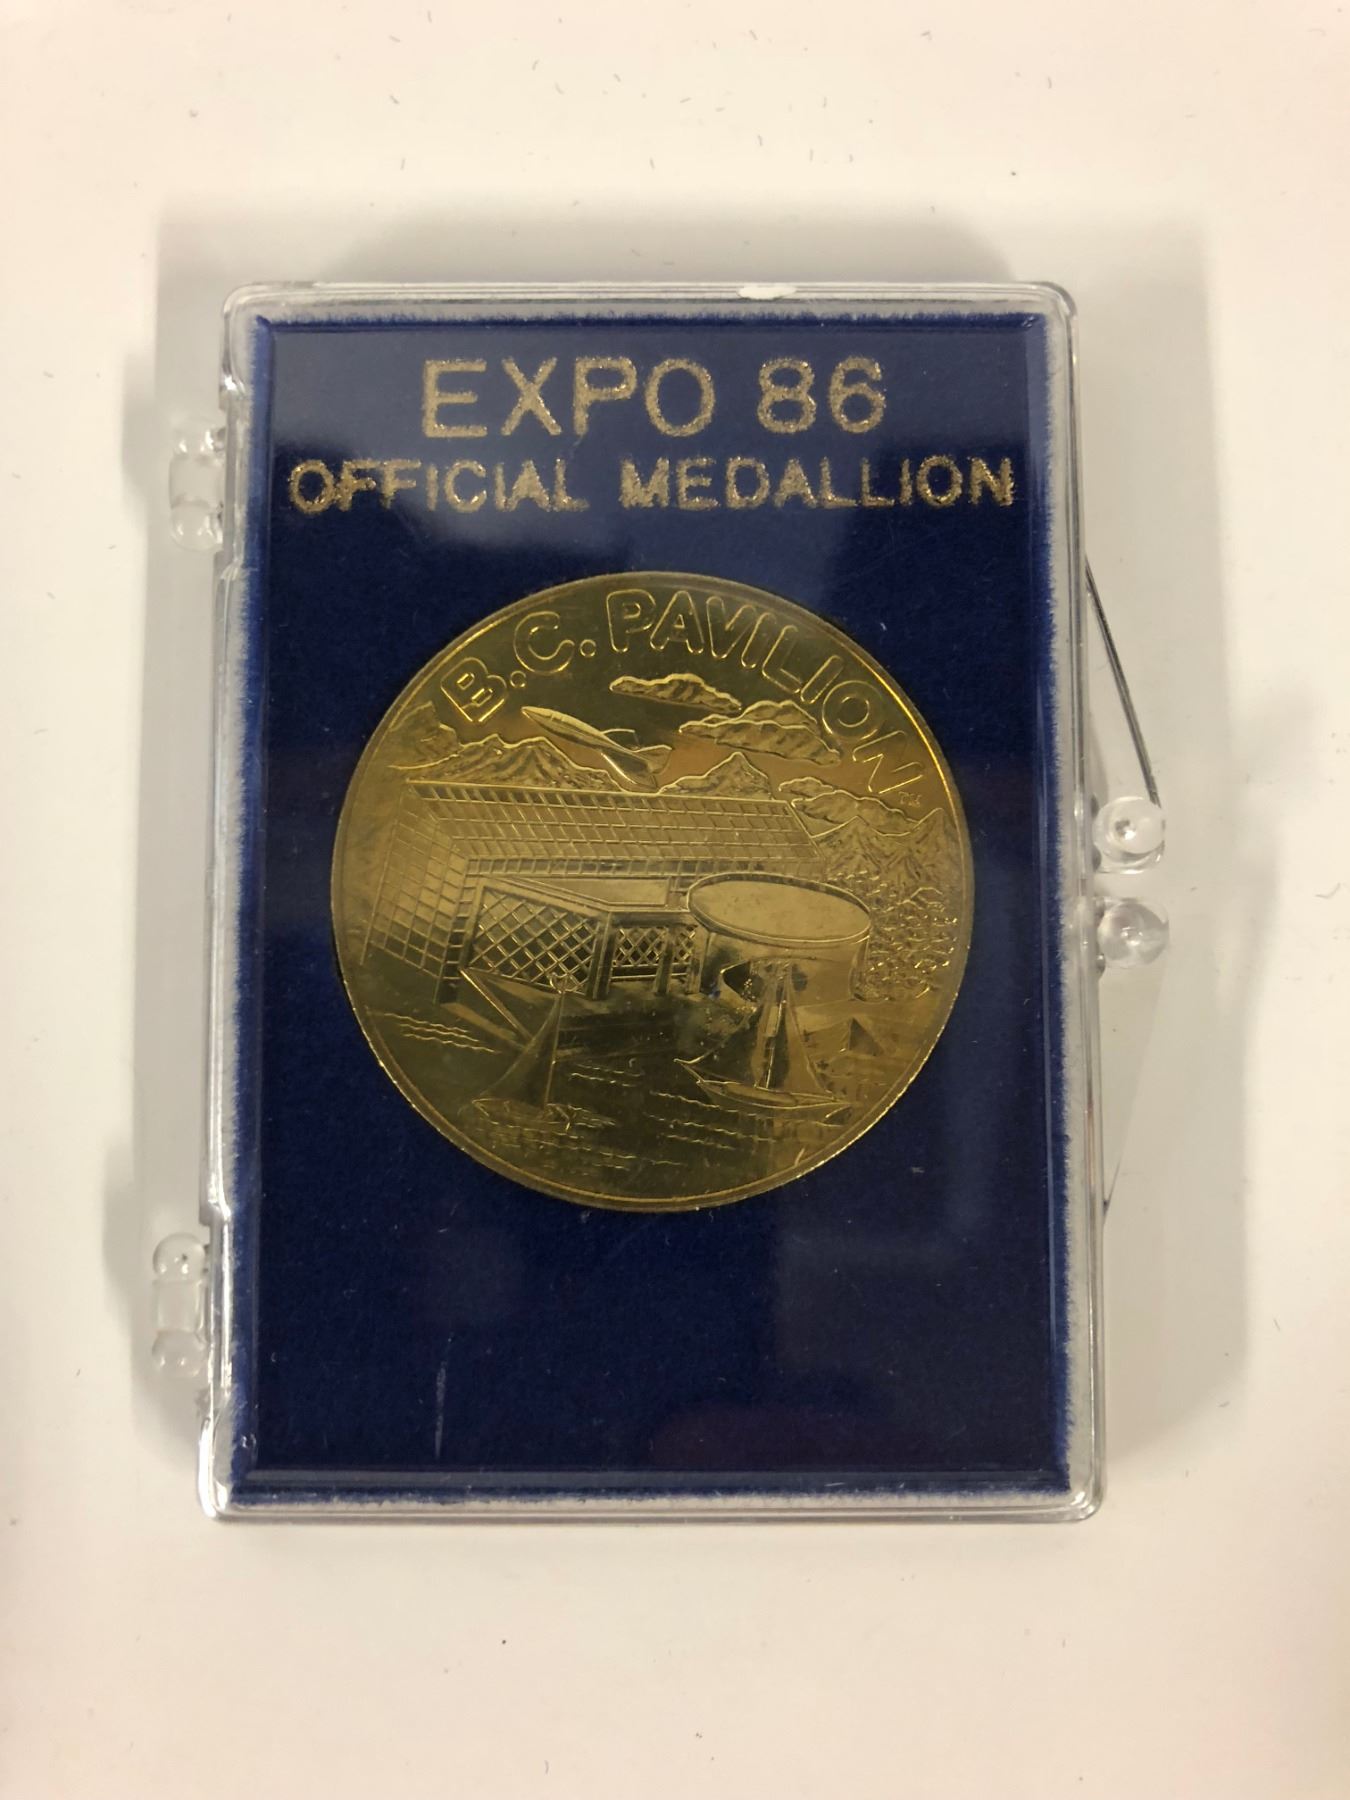 EXPO 86
OFFICIAL MEDALLION
B.C. PAVILION